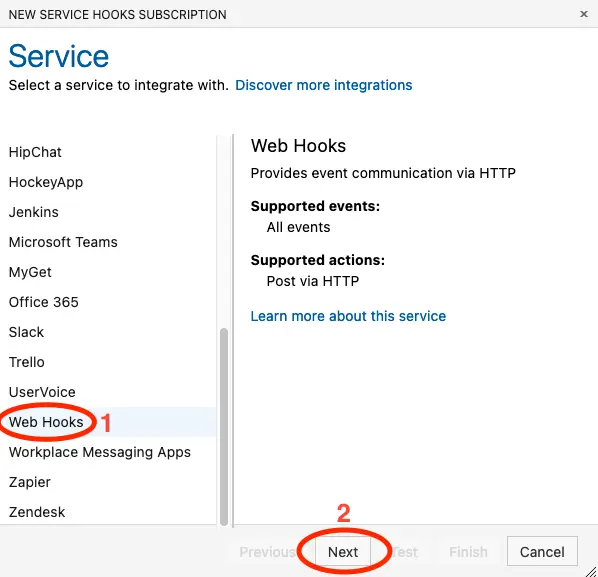 NEW SERVICE HOOKS SUBSCRIPTION
×
Service
Select a service to integrate with. Discover more integrations
HipChat
HockeyApp
Jenkins
Microsoft Teams
MyGet
Office 365
Slack
Trello
UserVoice
Web Hooks 1
Workplace Messaging Apps
Zapier
Zendesk
Web Hooks
Provides event communication via HTTP
Supported events:
All events
Supported actions:
Post via HTTP
Learn more about this service
2
Previous Next Test Finish Cancel